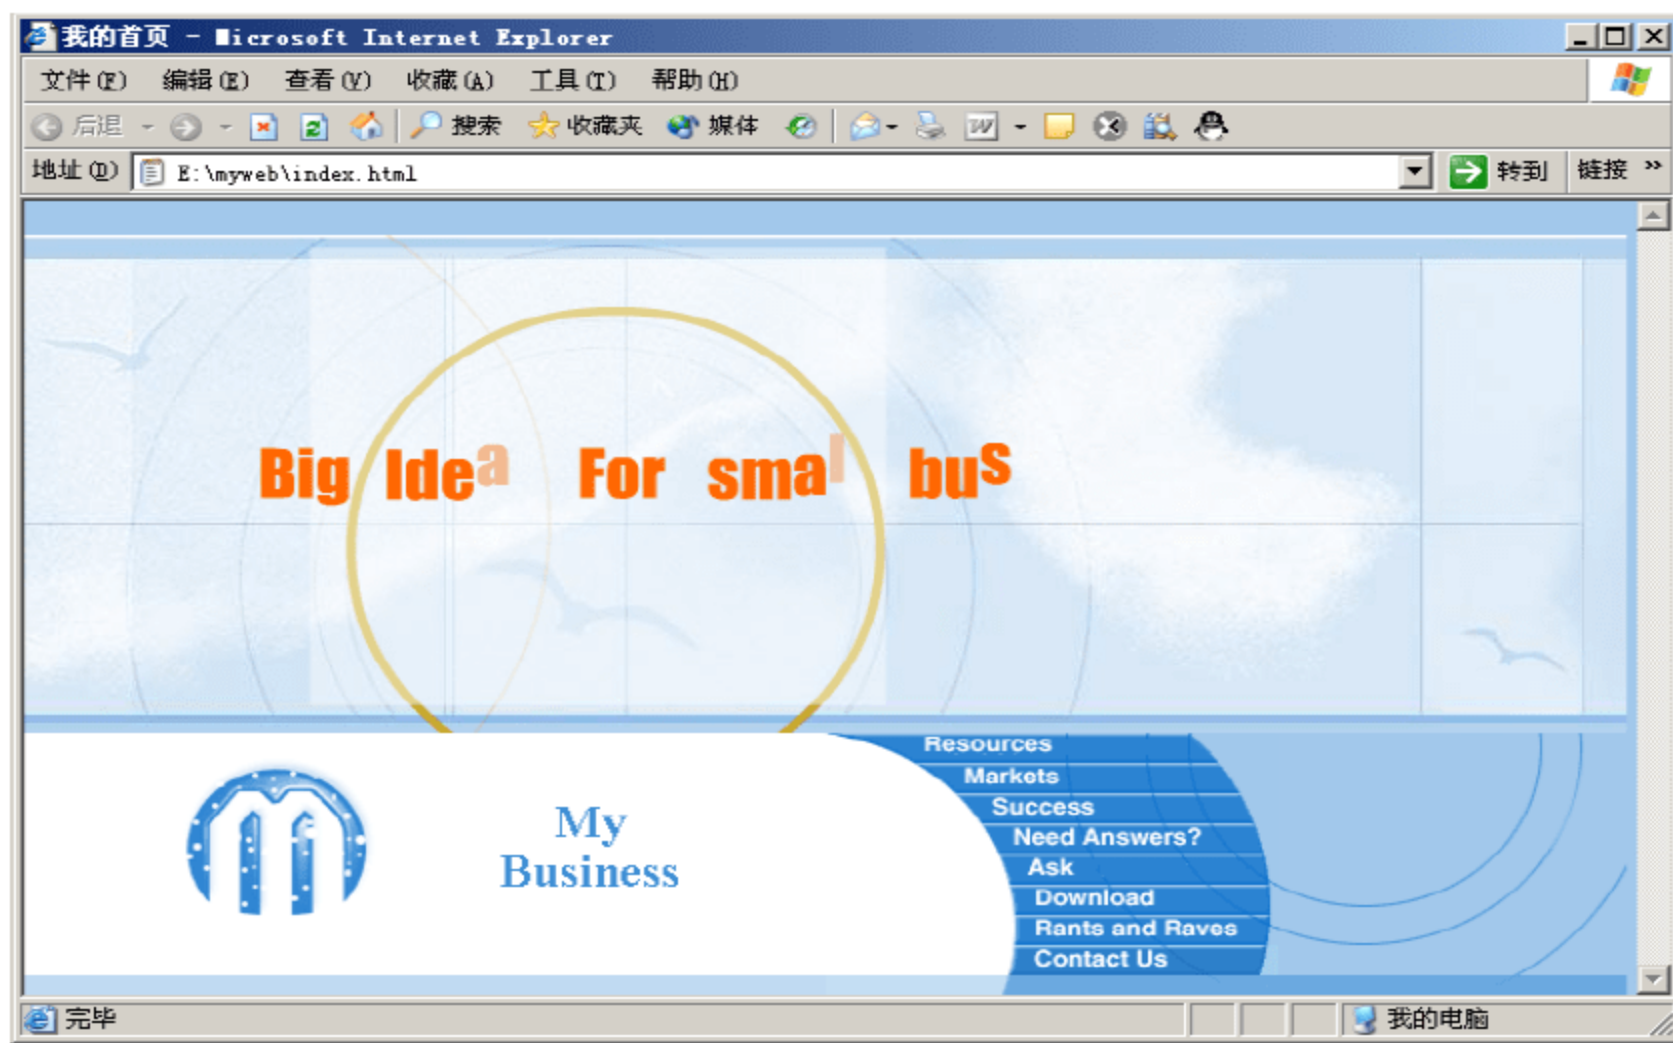 我的首页 - Microsoft Internet Explorer
文件(F) 编辑(E) 查看(V) 收藏(A) 工具(T) 帮助(H)
后退 搜索 收藏夹 媒体
地址(D) E:\myweb\index.html 转到 链接 »
Big Idea For smal bus
Resources
Markets
Success
Need Answers?
Ask
Download
Rants and Raves
Contact Us
My
Business
完毕 我的电脑